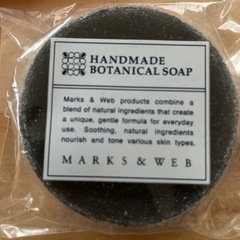 HANDMADE
BOTANICAL SOAP
Marks & Web products combine a
blend of natural ingredients that create
a unique, gentle formula for everyday
use. Soothing, natural ingredients
nourish and tone various skin types.
MARKS & WEB